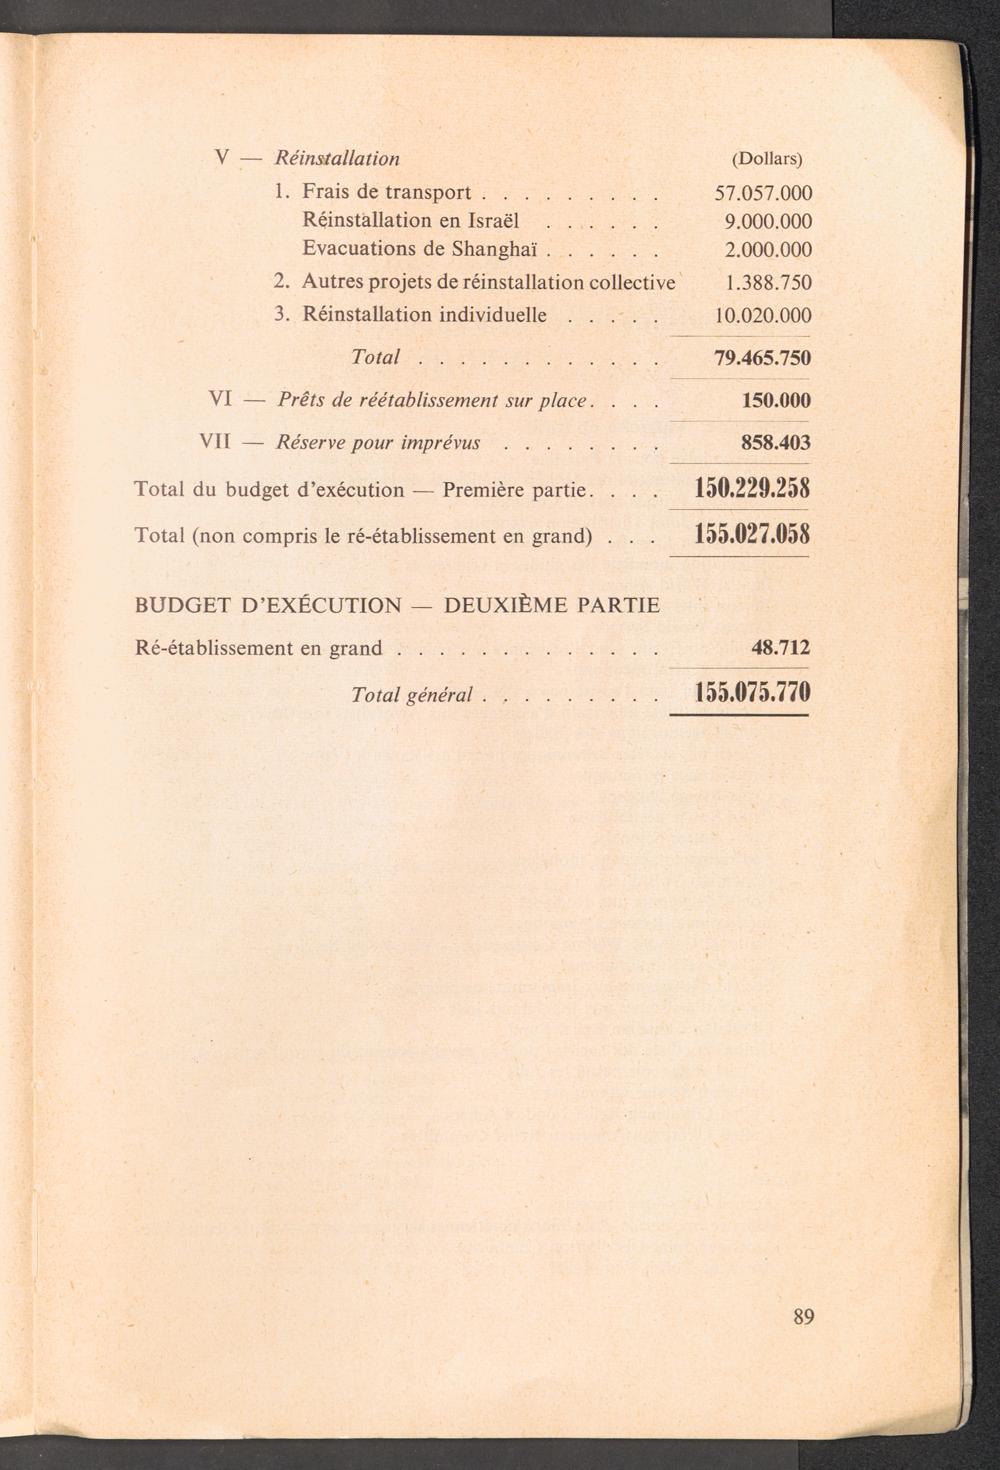 V — Réinstallation (Dollars)
1. Frais de transport . . . . . . . . . 57.057.000
Réinstallation en Israël . . . . . . 9.000.000
Evacuations de Shanghaï . . . . . . 2.000.000
2. Autres projets de réinstallation collective 1.388.750
3. Réinstallation individuelle . . . . . 10.020.000
Total . . . . . . . . . . . . 79.465.750
VI — Prêts de réétablissement sur place . . . . 150.000
VII — Réserve pour imprévus . . . . . . . . 858.403
Total du budget d'exécution — Première partie . . . . 150.229.258
Total (non compris le ré-établissement en grand) . . . 155.027.058
BUDGET D'EXÉCUTION — DEUXIÈME PARTIE
Ré-établissement en grand . . . . . . . . . . . . . 48.712
Total général . . . . . . . . . 155.075.770
89